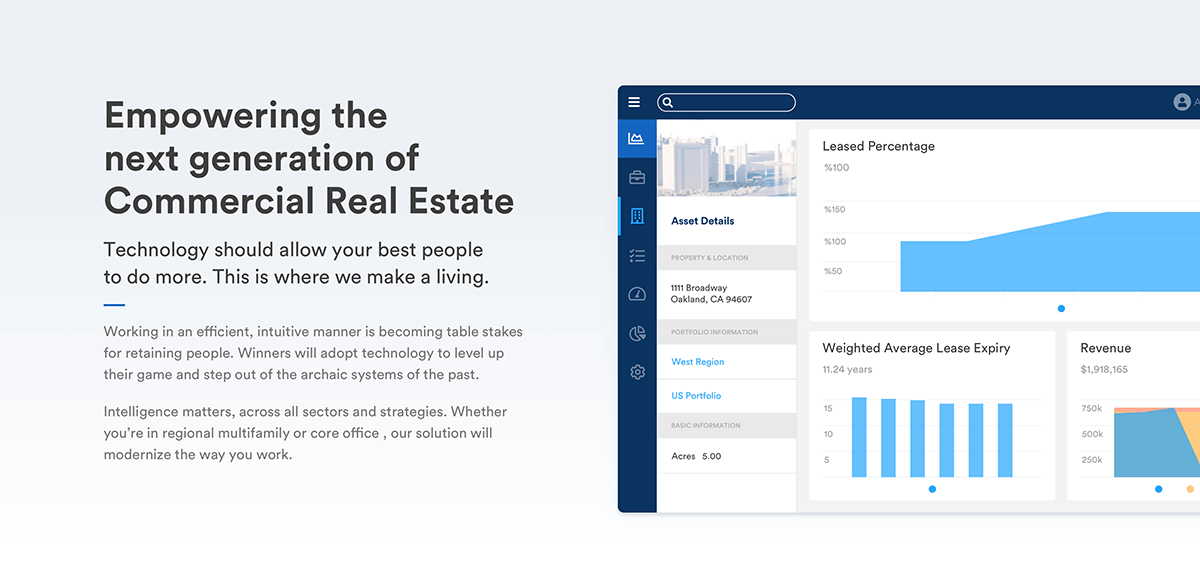 Empowering the
next generation of
Commercial Real Estate
Technology should allow your best people
to do more. This is where we make a living.
Working in an efficient, intuitive manner is becoming table stakes
for retaining people. Winners will adopt technology to level up
their game and step out of the archaic systems of the past.
Intelligence matters, across all sectors and strategies. Whether
you’re in regional multifamily or core office , our solution will
modernize the way you work.
A
Asset Details
PROPERTY & LOCATION
1111 Broadway
Oakland, CA 94607
PORTFOLIO INFORMATION
West Region
US Portfolio
BASIC INFORMATION
Acres 5.00
Leased Percentage
%100
%150
%100
%50
Weighted Average Lease Expiry
11.24 years
15
10
5
Revenue
$1,918,165
750k
500k
250k